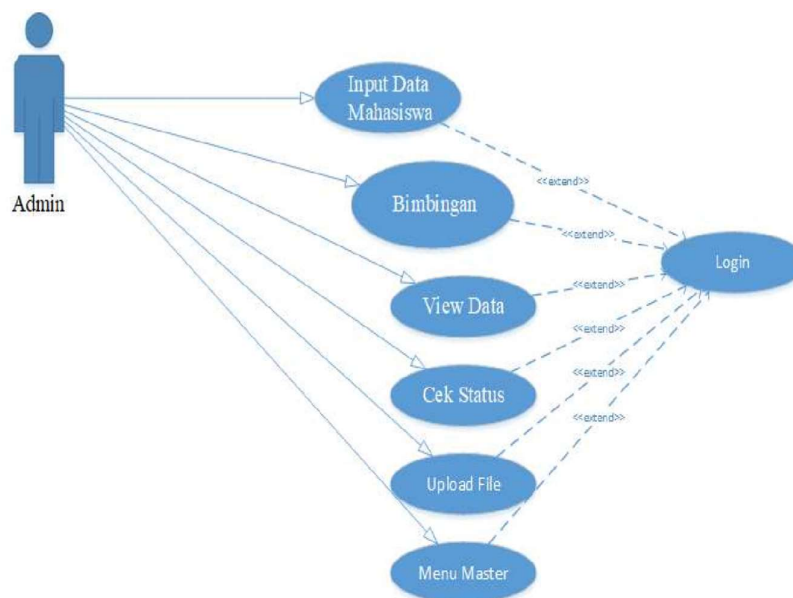 Admin
Input Data
Mahasiswa
<<extend>>
Bimbingan
<<extend>>
Login
View Data
<<extend>>
Cek Status
<<extend>>
Upload File
<<extend>>
Menu Master
<<extend>>